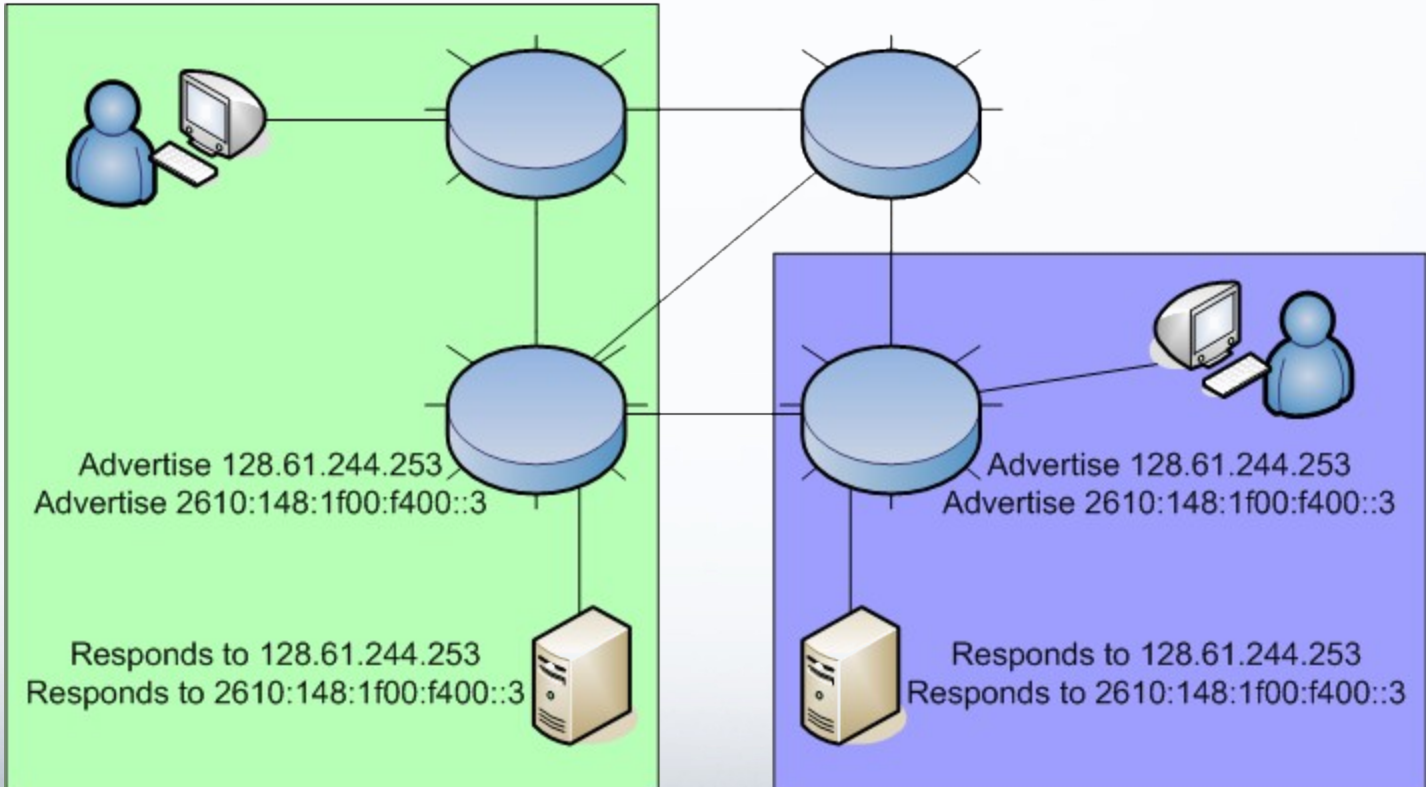 Advertise 128.61.244.253
Advertise 2610:148:1f00:f400::3
Advertise 128.61.244.253
Advertise 2610:148:1f00:f400::3
Responds to 128.61.244.253
Responds to 2610:148:1f00:f400::3
Responds to 128.61.244.253
Responds to 2610:148:1f00:f400::3